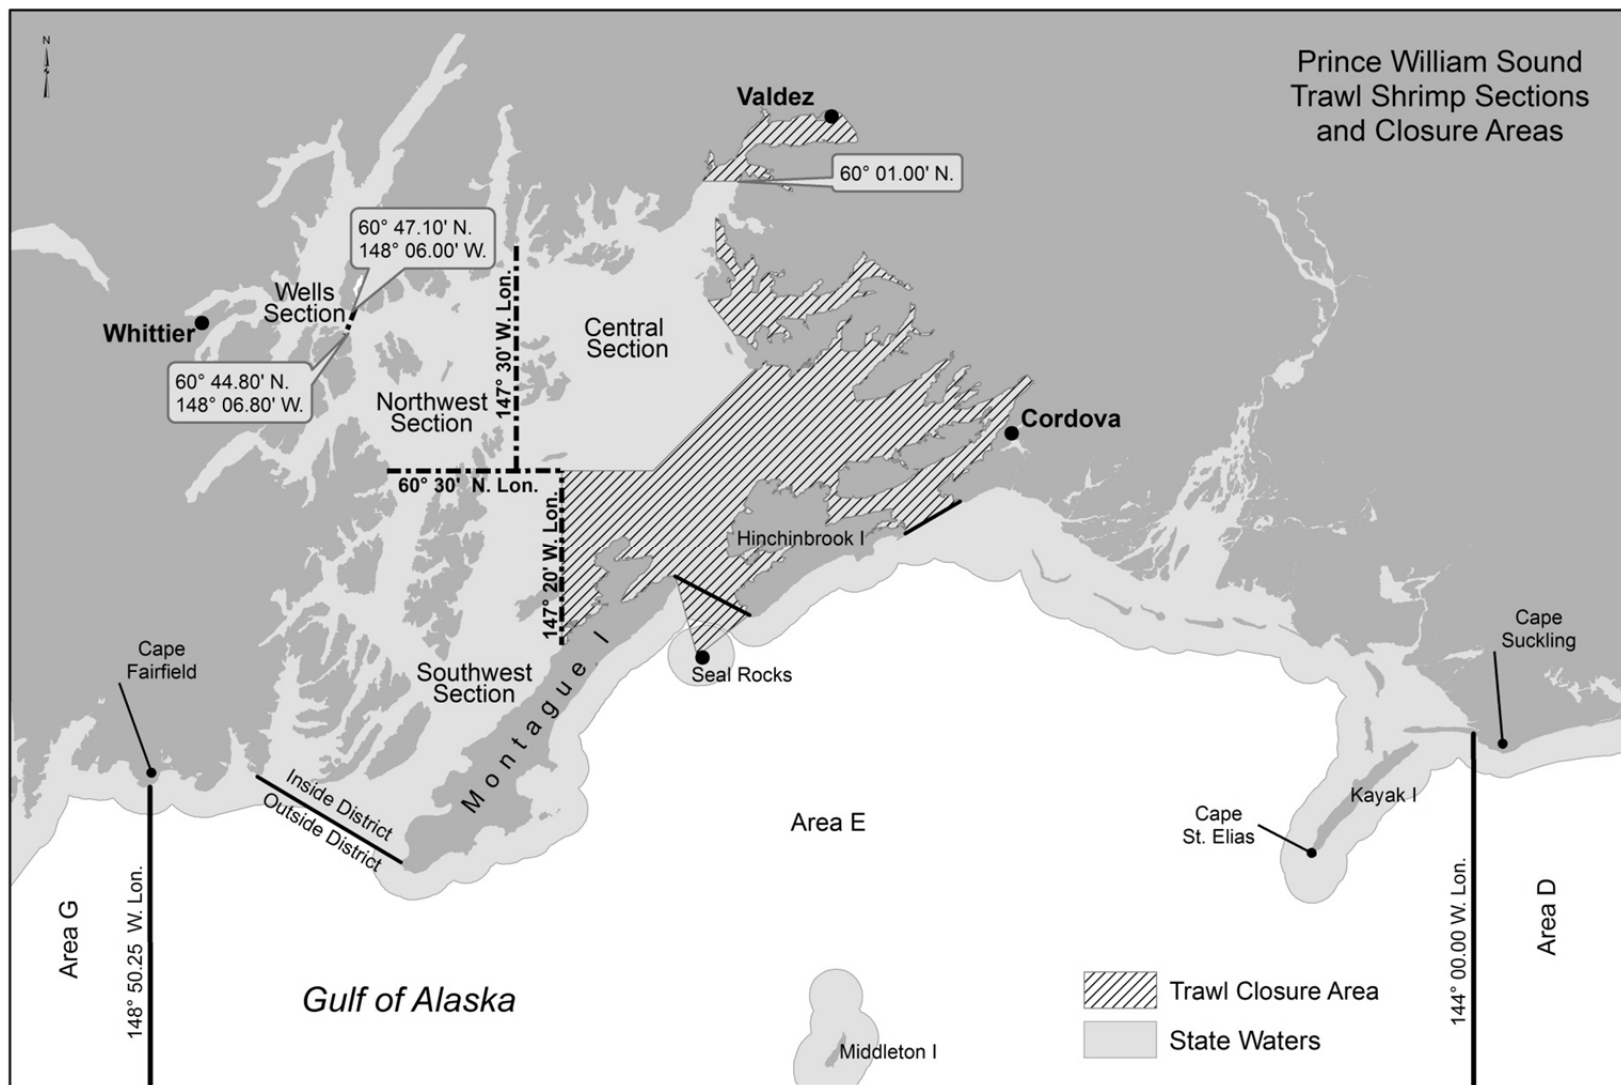 N
Prince William Sound
Trawl Shrimp Sections
and Closure Areas
Valdez
60° 01.00' N.
60° 47.10' N.
148° 06.00' W.
Wells
Section
Whittier
147° 30' W. Lon.
Central
Section
60° 44.80' N.
148° 06.80' W.
Northwest
Section
Cordova
60° 30' N. Lon.
147° 20' W. Lon.
Hinchinbrook I
Cape
Fairfield
Cape
Suckling
Southwest
Section
Seal Rocks
Montague I
Inside District
Outside District
Kayak I
Area E
Cape
St. Elias
Area G
148° 50.25 W. Lon.
144° 00.00 W. Lon.
Area D
Gulf of Alaska
Trawl Closure Area
State Waters
Middleton I